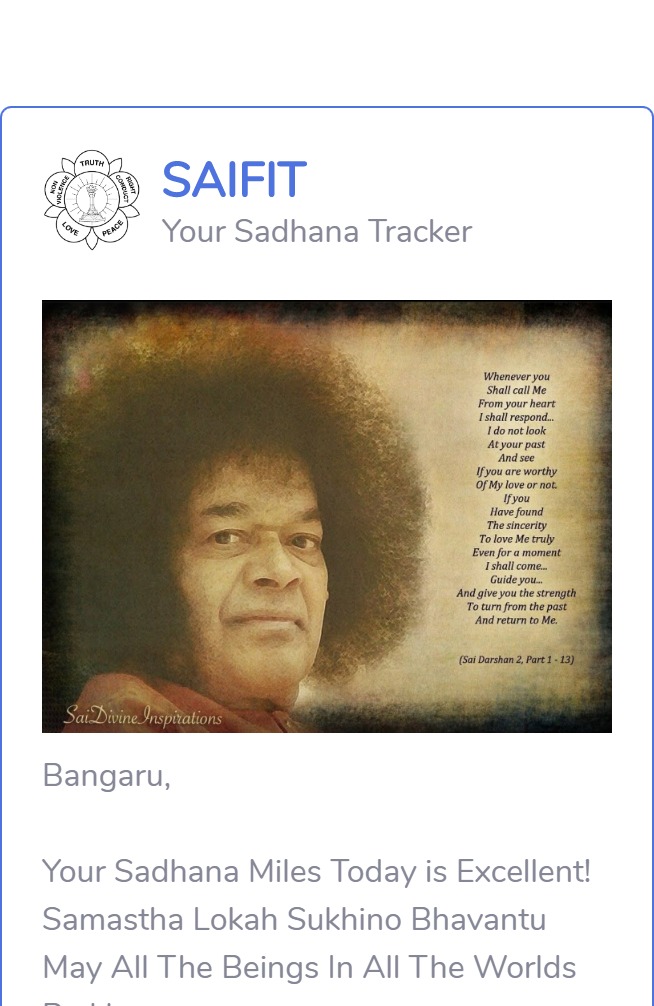 TRUTH
NON
VIOLENCE
RIGHT
CONDUCT
LOVE
PEACE
SAIFIT
Your Sadhana Tracker
Whenever you
Shall call Me
From your heart
I shall respond...
I do not look
At your past
And see
If you are worthy
Of My love or not.
If you
Have found
The sincerity
To love Me truly
Even for a moment
I shall come...
Guide you...
And give you the strength
To turn from the past
And return to Me.
(Sai Darshan 2, Part 1 - 13)
SaiDivineInspirations
Bangaru,
Your Sadhana Miles Today is Excellent!
Samastha Lokah Sukhino Bhavantu
May All The Beings In All The Worlds